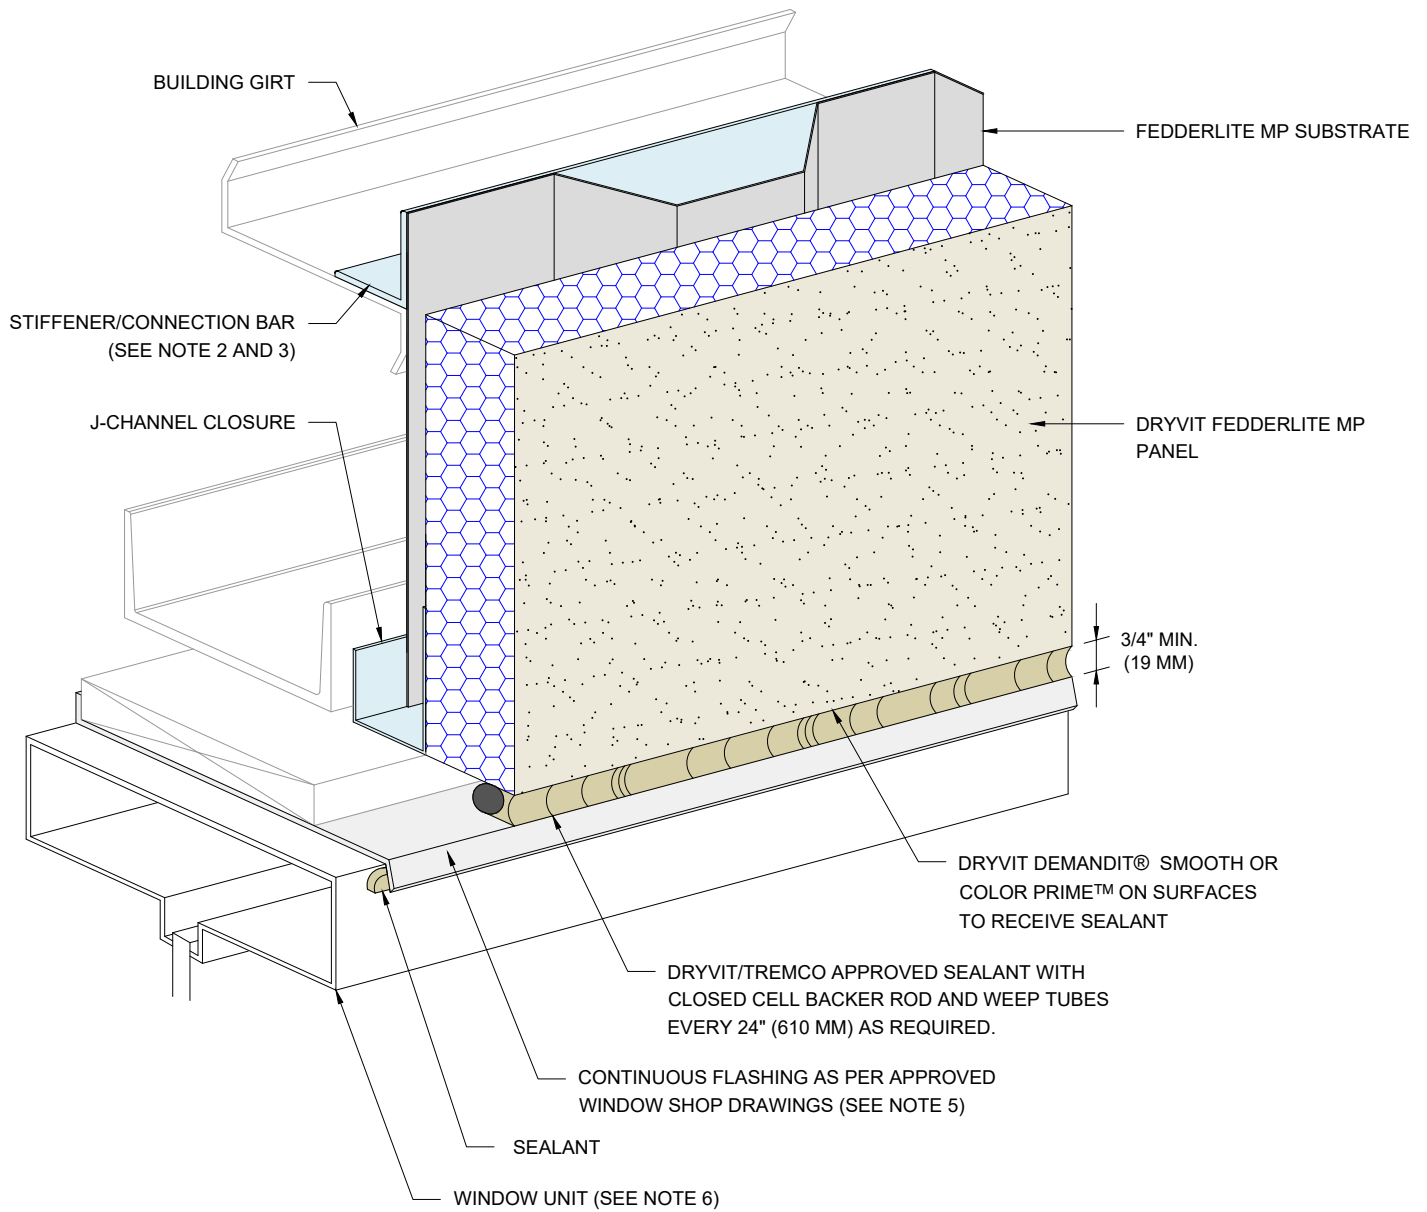 BUILDING GIRT
FEDDERLITE MP SUBSTRATE
STIFFENER/CONNECTION BAR
(SEE NOTE 2 AND 3)
J-CHANNEL CLOSURE
DRYVIT FEDDERLITE MP
PANEL
3/4" MIN.
(19 MM)
DRYVIT DEMANDIT® SMOOTH OR
COLOR PRIME™ ON SURFACES
TO RECEIVE SEALANT
DRYVIT/TREMCO APPROVED SEALANT WITH
CLOSED CELL BACKER ROD AND WEEP TUBES
EVERY 24" (610 MM) AS REQUIRED.
CONTINUOUS FLASHING AS PER APPROVED
WINDOW SHOP DRAWINGS (SEE NOTE 5)
SEALANT
WINDOW UNIT (SEE NOTE 6)